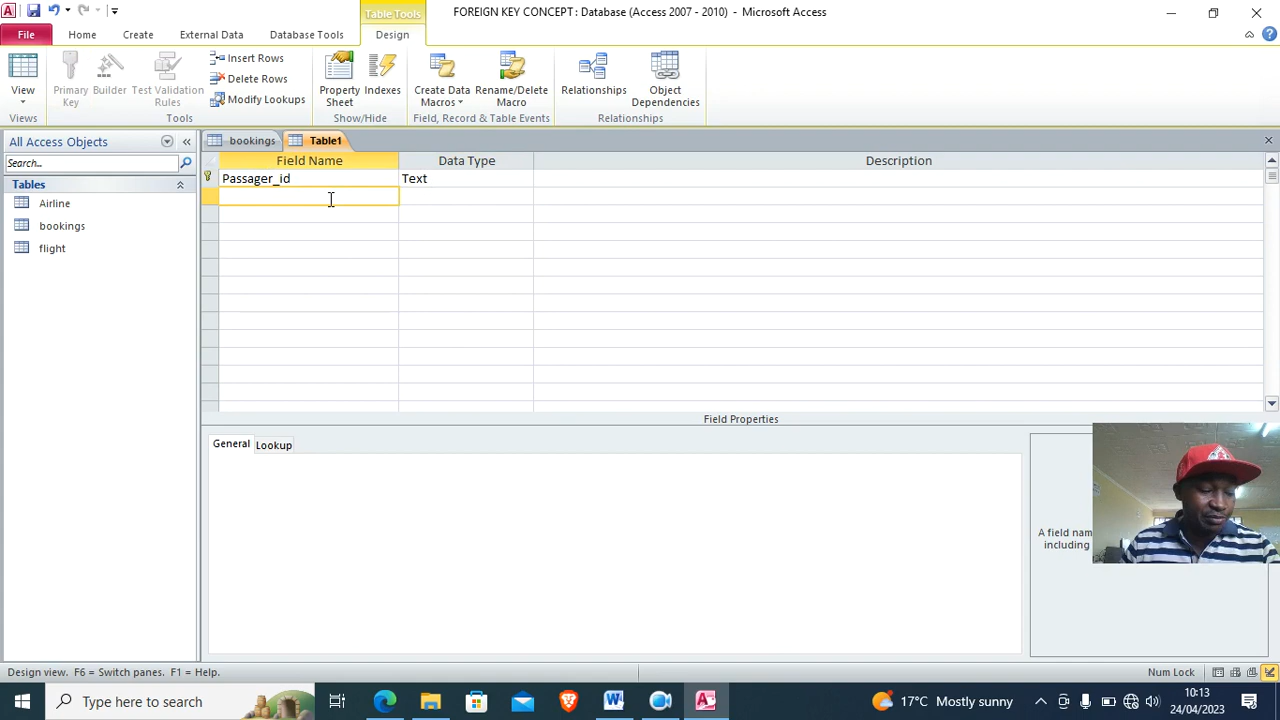 Table Tools
FOREIGN KEY CONCEPT : Database (Access 2007 - 2010) - Microsoft Access
File Home Create External Data Database Tools Design
View
Primary Key
Builder
Test Validation Rules
Insert Rows
Delete Rows
Modify Lookups
Property Sheet
Indexes
Create Data Macros
Rename/Delete Macro
Relationships
Object Dependencies
Views
Tools
Show/Hide
Field, Record & Table Events
Relationships
All Access Objects
bookings
Table1
Search..
Field Name Data Type Description
Passager_id Text
Tables
Airline
bookings
flight
Field Properties
General Lookup
A field nam
including
Design view. F6 = Switch panes. F1 = Help.
Num Lock
Type here to search
17°C Mostly sunny
10:13
24/04/2023